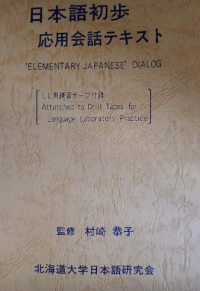 日本語初歩
応用会話テキスト
'ELEMENTARY JAPANESE' DIALOG
LL用練習テープ付録
Attatched to Drill Tapes for
Language Laboratory Practice
監修 村崎 恭子
北海道大学日本語研究会